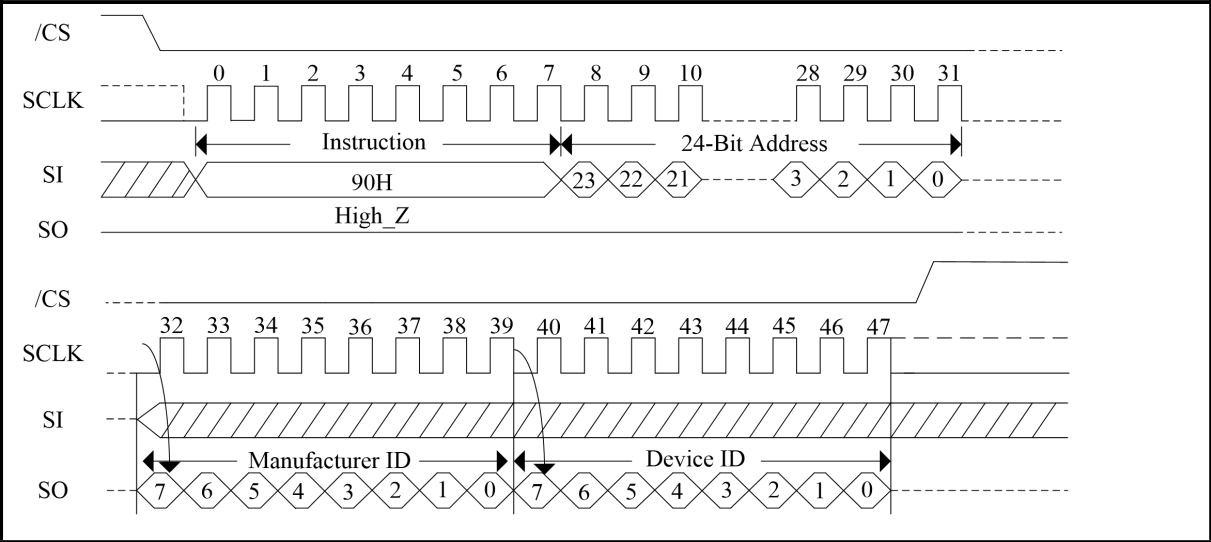 /CS
0 1 2 3 4 5 6 7 8 9 10 28 29 30 31
SCLK
Instruction 24-Bit Address
SI 90H 23 22 21 3 2 1 0
High_Z
SO
/CS
32 33 34 35 36 37 38 39 40 41 42 43 44 45 46 47
SCLK
SI
Manufacturer ID Device ID
SO 7 6 5 4 3 2 1 0 7 6 5 4 3 2 1 0